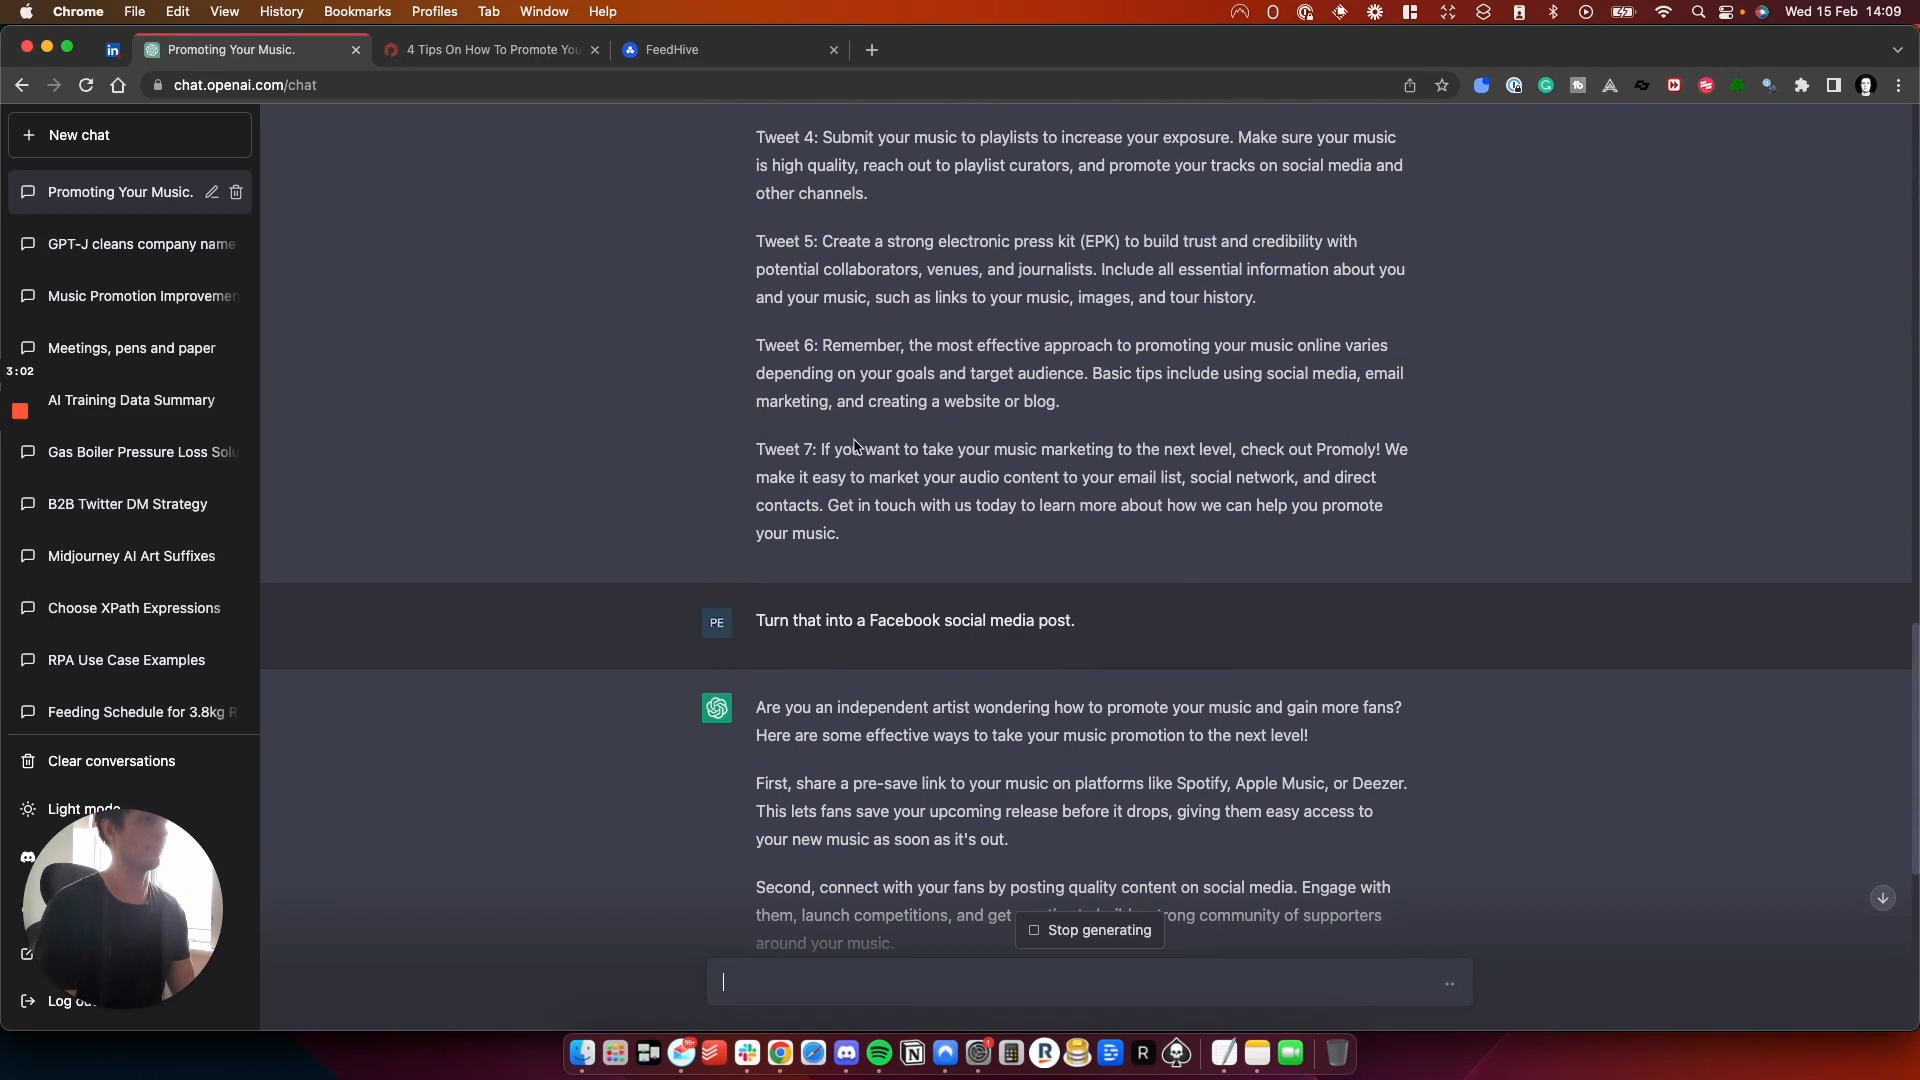 Chrome File Edit View History Bookmarks Profiles Tab Window Help
Wed 15 Feb 14:09
Promoting Your Music.
4 Tips On How To Promote You
FeedHive
chat.openai.com/chat
New chat
Promoting Your Music.
GPT-J cleans company name
Music Promotion Improvemen
Meetings, pens and paper
3:02
AI Training Data Summary
Gas Boiler Pressure Loss Solu
B2B Twitter DM Strategy
Midjourney AI Art Suffixes
Choose XPath Expressions
RPA Use Case Examples
Feeding Schedule for 3.8kg R
Clear conversations
Light mode
Log ou
Tweet 4: Submit your music to playlists to increase your exposure. Make sure your music
is high quality, reach out to playlist curators, and promote your tracks on social media and
other channels.
Tweet 5: Create a strong electronic press kit (EPK) to build trust and credibility with
potential collaborators, venues, and journalists. Include all essential information about you
and your music, such as links to your music, images, and tour history.
Tweet 6: Remember, the most effective approach to promoting your music online varies
depending on your goals and target audience. Basic tips include using social media, email
marketing, and creating a website or blog.
Tweet 7: If you want to take your music marketing to the next level, check out Promoly! We
make it easy to market your audio content to your email list, social network, and direct
contacts. Get in touch with us today to learn more about how we can help you promote
your music.
PE
Turn that into a Facebook social media post.
Are you an independent artist wondering how to promote your music and gain more fans?
Here are some effective ways to take your music promotion to the next level!
First, share a pre-save link to your music on platforms like Spotify, Apple Music, or Deezer.
This lets fans save your upcoming release before it drops, giving them easy access to
your new music as soon as it's out.
Second, connect with your fans by posting quality content on social media. Engage with
them, launch competitions, and get
rong community of supporters
around your music.
Stop generating